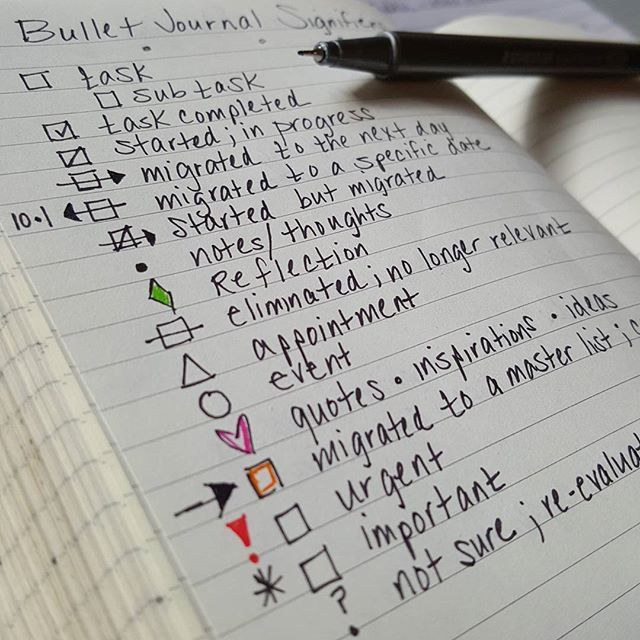 Bullet Journal Signifiers
task
sub task
task completed
started ; in progress
migrated to the next day
10.1 migrated to a specific date
started but migrated
notes/thoughts
Reflection
elimnated ; no longer relevant
appointment
event
quotes • inspirations • ideas
migrated to a master list ;
! urgent
* important
? not sure ; re-evaluat